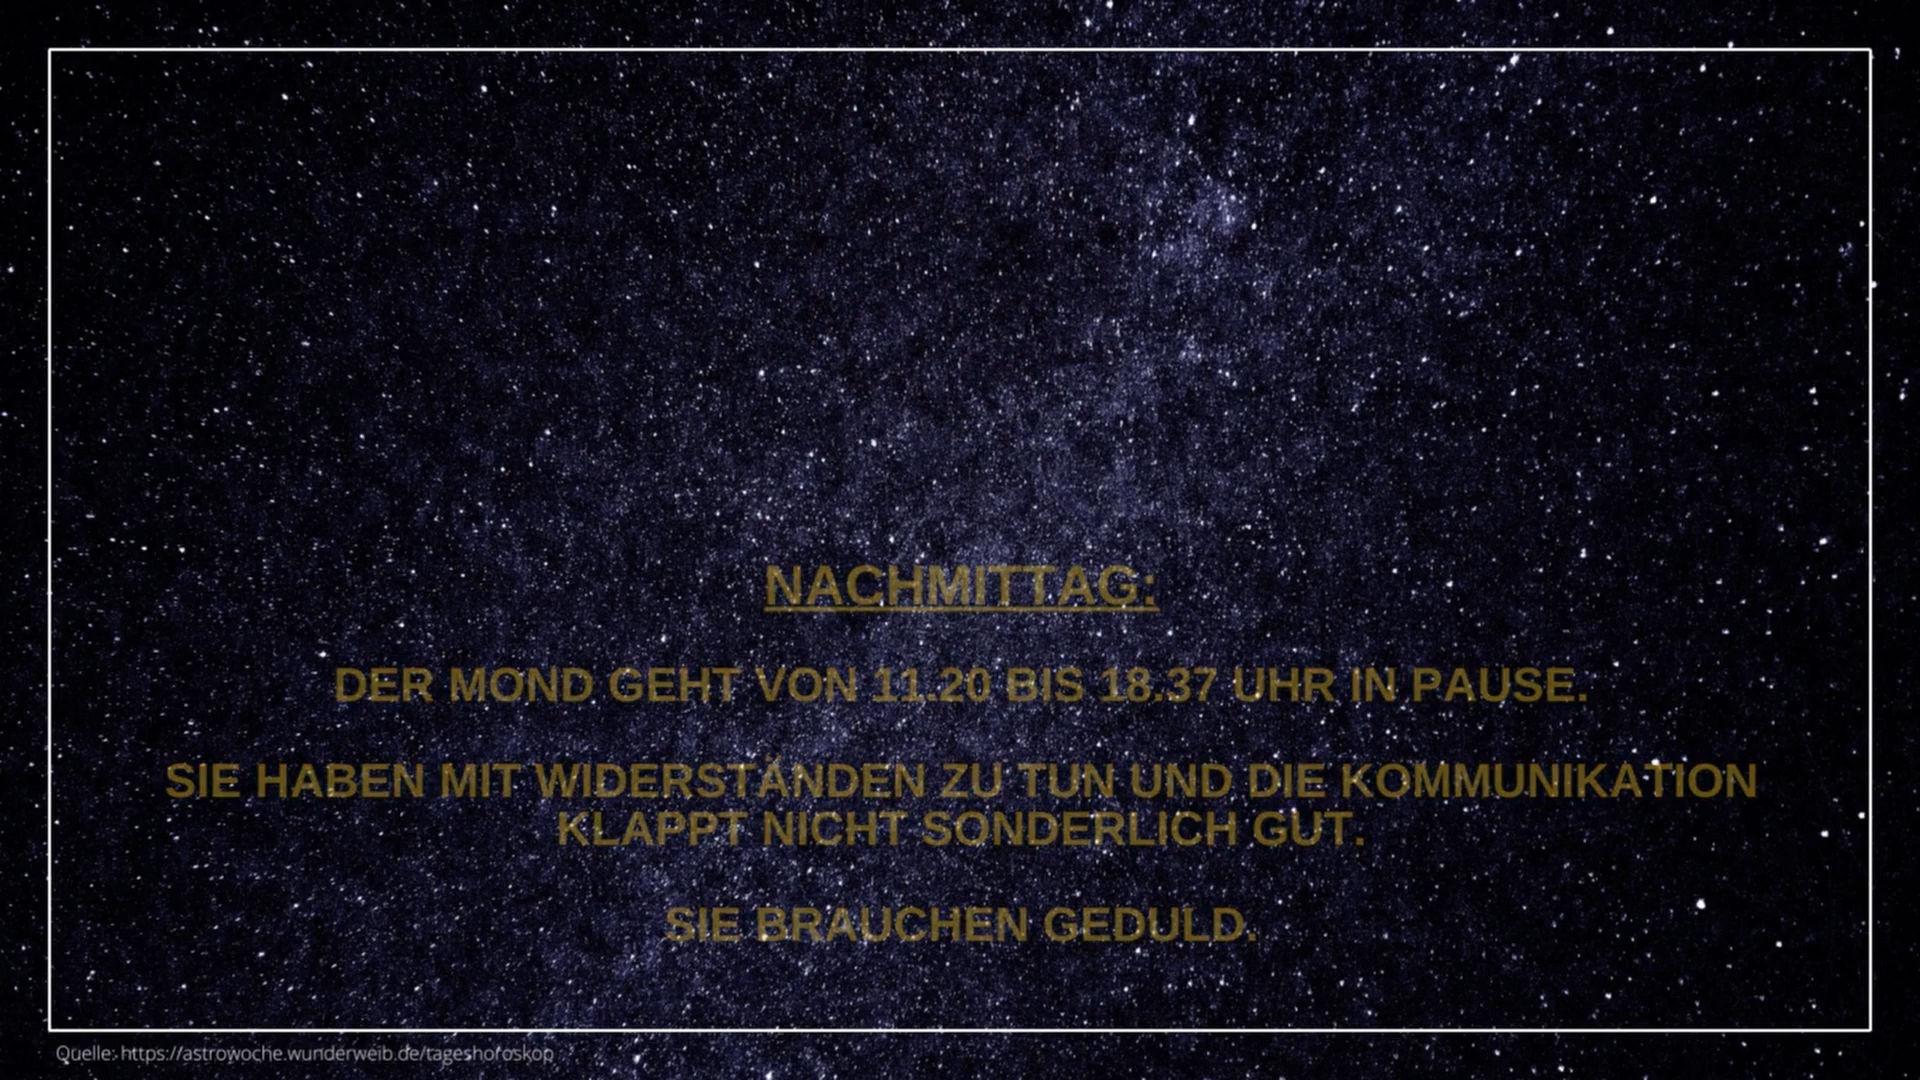 NACHMITTAG:
DER MOND GEHT VON 11.20 BIS 18.37 UHR IN PAUSE.
SIE HABEN MIT WIDERSTÄNDEN ZU TUN UND DIE KOMMUNIKATION
KLAPPT NICHT SONDERLICH GUT.
SIE BRAUCHEN GEDULD.
Quelle: https://astrowoche.wunderweib.de/tageshoroskop